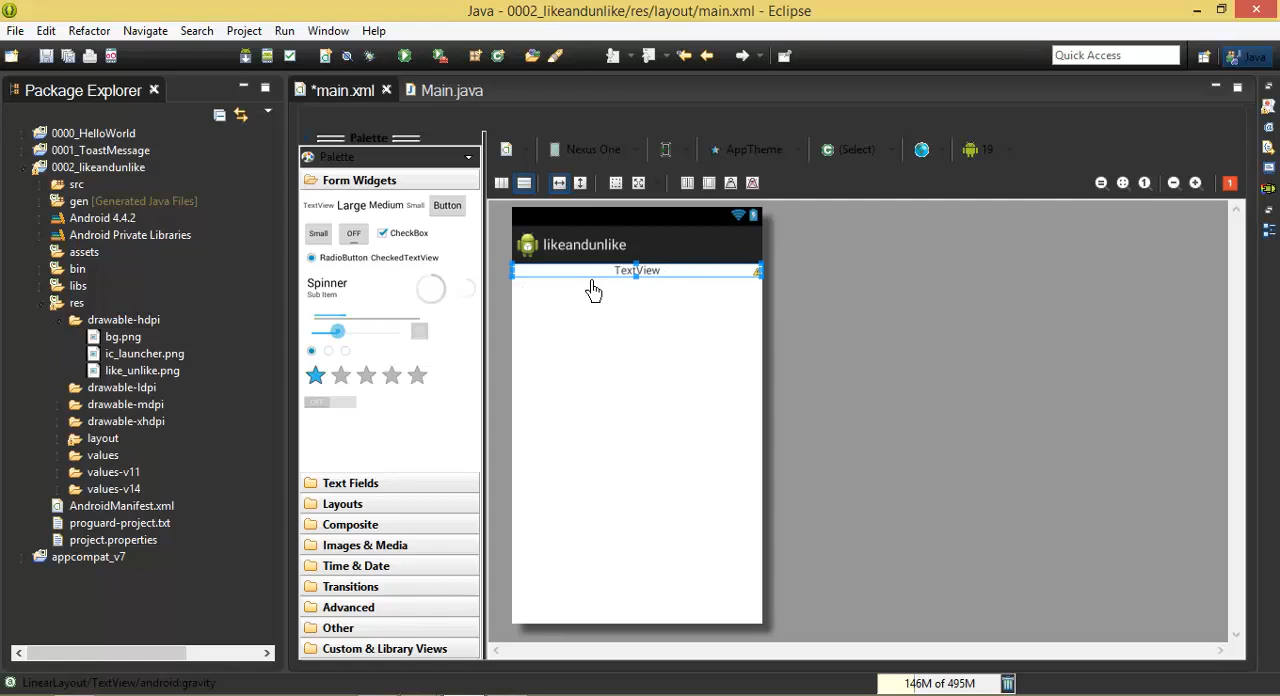 Java - 0002_likeandunlike/res/layout/main.xml - Eclipse
File Edit Refactor Navigate Search Project Run Window Help
Quick Access
Java
Package Explorer
*main.xml
Main.java
0000_HelloWorld
0001_ToastMessage
0002_likeandunlike
src
gen [Generated Java Files]
Android 4.4.2
Android Private Libraries
assets
bin
libs
res
drawable-hdpi
bg.png
ic_launcher.png
like_unlike.png
drawable-ldpi
drawable-mdpi
drawable-xhdpi
layout
values
values-v11
values-v14
AndroidManifest.xml
proguard-project.txt
project.properties
appcompat_v7
Palette
Palette
Form Widgets
TextView Large Medium Small Button
Small OFF CheckBox
RadioButton CheckedTextView
Spinner
Sub Item
OFF
Text Fields
Layouts
Composite
Images & Media
Time & Date
Transitions
Advanced
Other
Custom & Library Views
Nexus One AppTheme (Select) 19
1
1
likeandunlike
TextView
LinearLayout/TextView/android:gravity
146M of 495M